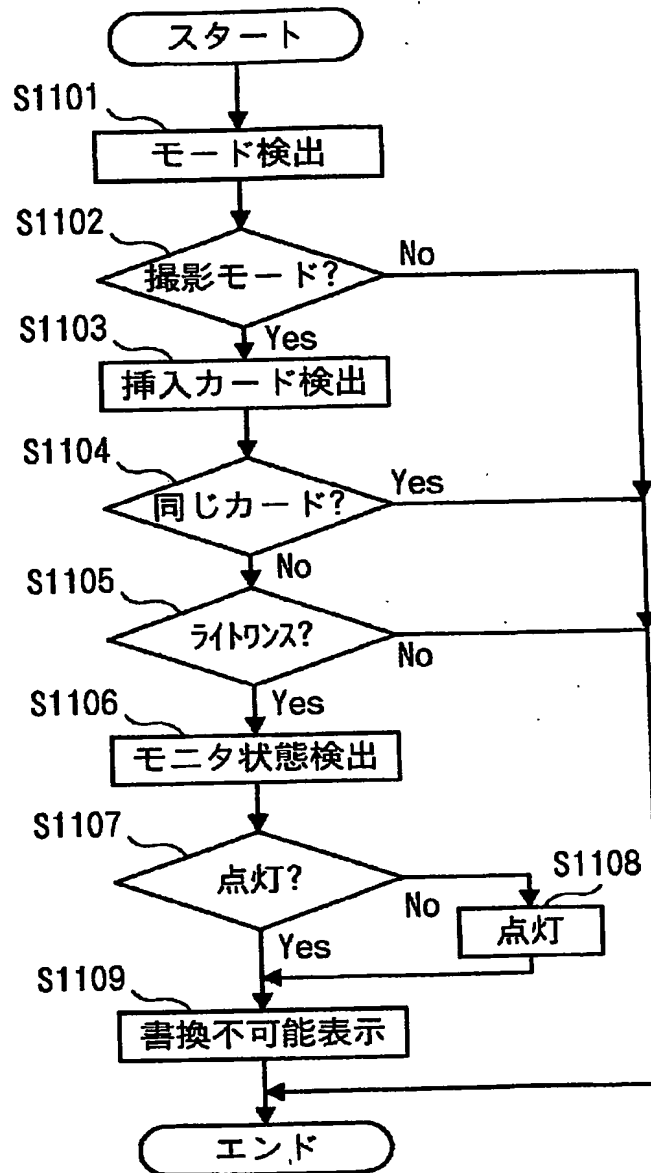 スタート
S1101
モード検出
S1102
撮影モード?
No
Yes
S1103
挿入カード検出
S1104
同じカード?
Yes
No
S1105
ライトワンス?
No
Yes
S1106
モニタ状態検出
S1107
点灯?
No
Yes
S1108
点灯
S1109
書換不可能表示
エンド